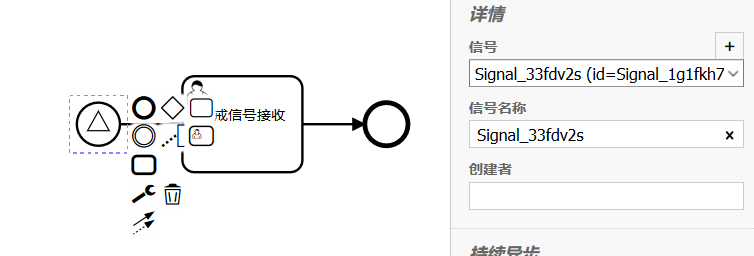 详情
信号
+
Signal_33fdv2s (id=Signal_1g1fkh7
信号名称
Signal_33fdv2s
×
创建者
戒信号接收